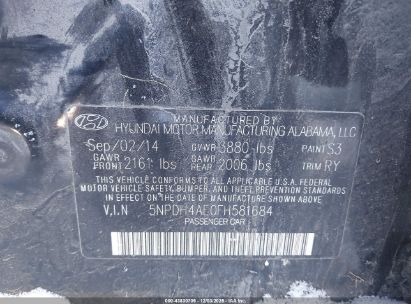 MANUFACTURED BY
HYUNDAI MOTOR MANUFACTURING ALABAMA, LLC
Sep/02/14 GVWR 3880 lbs PAINT S3
GAWR FRONT 2161 lbs GAWR REAR 2006 lbs TRIM RY
THIS VEHICLE CONFORMS TO ALL APPLICABLE U.S.A. FEDERAL
MOTOR VEHICLE SAFETY, BUMPER, AND THEFT PREVENTION STANDARDS
IN EFFECT ON THE DATE OF MANUFACTURE SHOWN ABOVE.
V.I.N 5NPDH4AE0FH581684
PASSENGER CAR